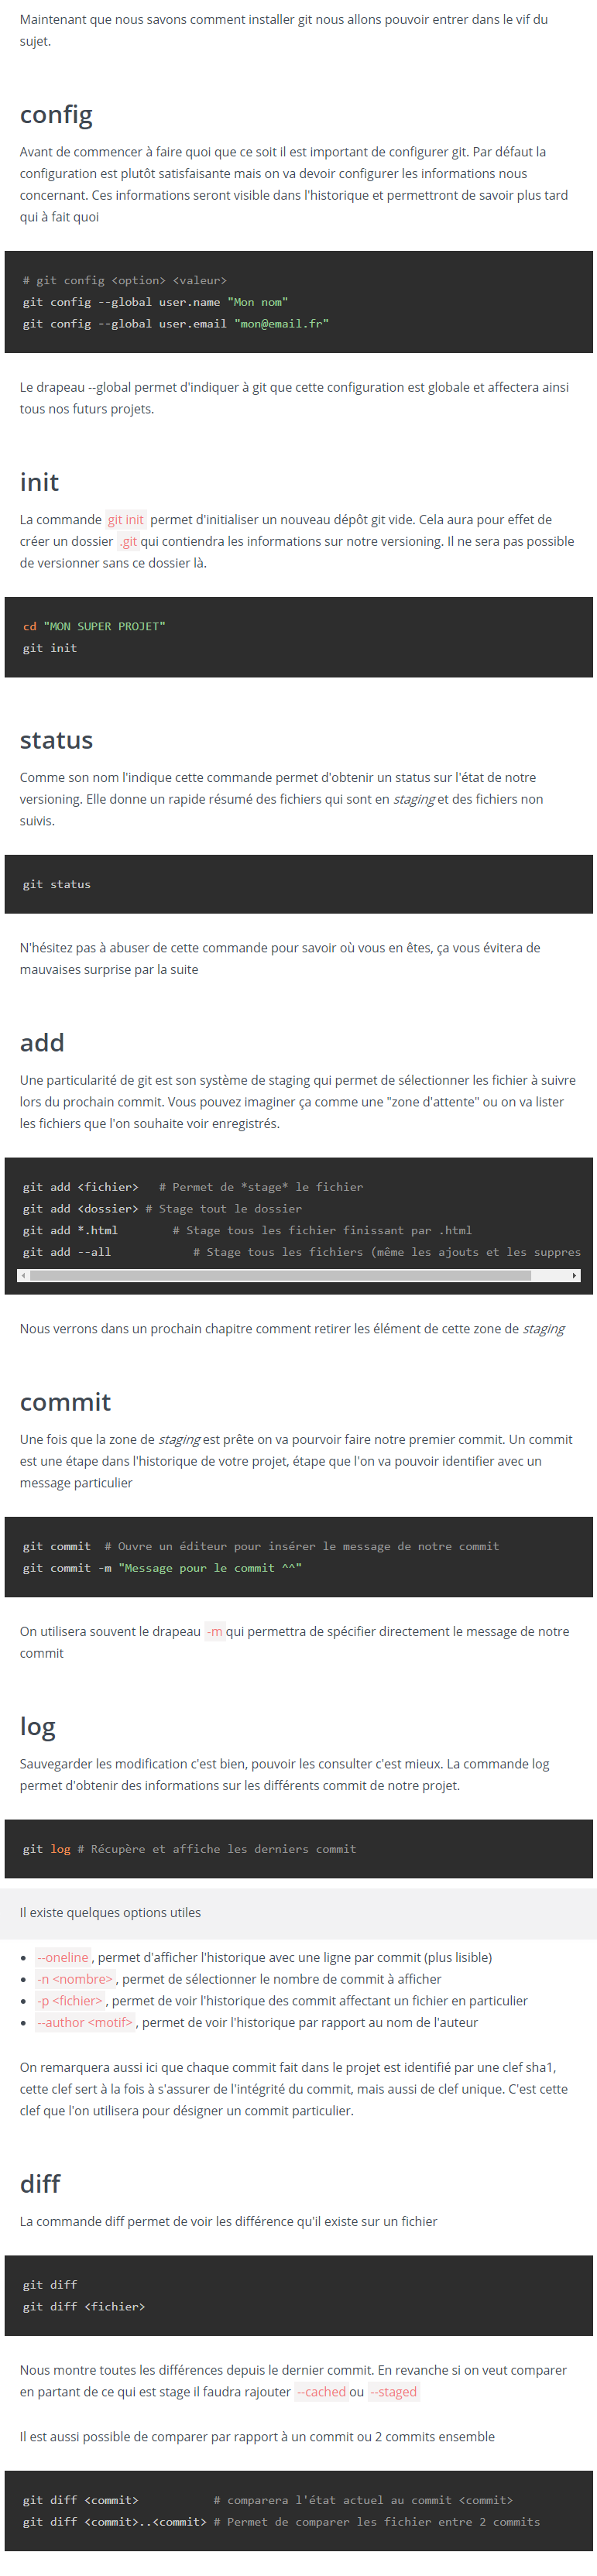 Maintenant que nous savons comment installer git nous allons pouvoir entrer dans le vif du
sujet.
config
Avant de commencer à faire quoi que ce soit il est important de configurer git. Par défaut la
configuration est plutôt satisfaisante mais on va devoir configurer les informations nous
concernant. Ces informations seront visible dans l'historique et permettront de savoir plus tard
qui à fait quoi
# git config <option> <valeur>
git config --global user.name "Mon nom"
git config --global user.email "mon@email.fr"
Le drapeau --global permet d'indiquer à git que cette configuration est globale et affectera ainsi
tous nos futurs projets.
init
La commande git init permet d'initialiser un nouveau dépôt git vide. Cela aura pour effet de
créer un dossier .git qui contiendra les informations sur notre versioning. Il ne sera pas possible
de versionner sans ce dossier là.
cd "MON SUPER PROJET"
git init
status
Comme son nom l'indique cette commande permet d'obtenir un status sur l'état de notre
versioning. Elle donne un rapide résumé des fichiers qui sont en staging et des fichiers non
suivis.
git status
N'hésitez pas à abuser de cette commande pour savoir où vous en êtes, ça vous évitera de
mauvaises surprise par la suite
add
Une particularité de git est son système de staging qui permet de sélectionner les fichier à suivre
lors du prochain commit. Vous pouvez imaginer ça comme une "zone d'attente" ou on va lister
les fichiers que l'on souhaite voir enregistrés.
git add <fichier>   # Permet de *stage* le fichier
git add <dossier> # Stage tout le dossier
git add *.html        # Stage tous les fichier finissant par .html
git add --all            # Stage tous les fichiers (même les ajouts et les suppres
Nous verrons dans un prochain chapitre comment retirer les élément de cette zone de staging
commit
Une fois que la zone de staging est prête on va pourvoir faire notre premier commit. Un commit
est une étape dans l'historique de votre projet, étape que l'on va pouvoir identifier avec un
message particulier
git commit  # Ouvre un éditeur pour insérer le message de notre commit
git commit -m "Message pour le commit ^^"
On utilisera souvent le drapeau -m qui permettra de spécifier directement le message de notre
commit
log
Sauvegarder les modification c'est bien, pouvoir les consulter c'est mieux. La commande log
permet d'obtenir des informations sur les différents commit de notre projet.
git log # Récupère et affiche les derniers commit
Il existe quelques options utiles
--oneline , permet d'afficher l'historique avec une ligne par commit (plus lisible)
-n <nombre> , permet de sélectionner le nombre de commit à afficher
-p <fichier> , permet de voir l'historique des commit affectant un fichier en particulier
--author <motif> , permet de voir l'historique par rapport au nom de l'auteur
On remarquera aussi ici que chaque commit fait dans le projet est identifié par une clef sha1,
cette clef sert à la fois à s'assurer de l'intégrité du commit, mais aussi de clef unique. C'est cette
clef que l'on utilisera pour désigner un commit particulier.
diff
La commande diff permet de voir les différence qu'il existe sur un fichier
git diff
git diff <fichier>
Nous montre toutes les différences depuis le dernier commit. En revanche si on veut comparer
en partant de ce qui est stage il faudra rajouter --cached ou --staged
Il est aussi possible de comparer par rapport à un commit ou 2 commits ensemble
git diff <commit>           # comparera l'état actuel au commit <commit>
git diff <commit>..<commit> # Permet de comparer les fichier entre 2 commits